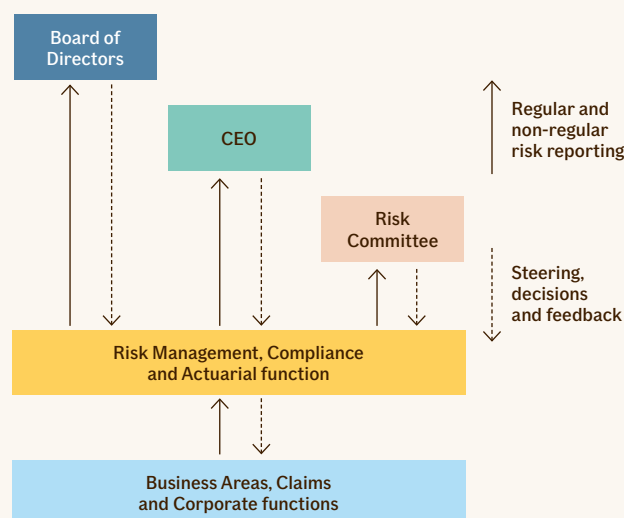 Board of
Directors
CEO
Regular and
non-regular
risk reporting
Risk
Committee
Steering,
decisions
and feedback
Risk Management, Compliance
and Actuarial function
Business Areas, Claims
and Corporate functions